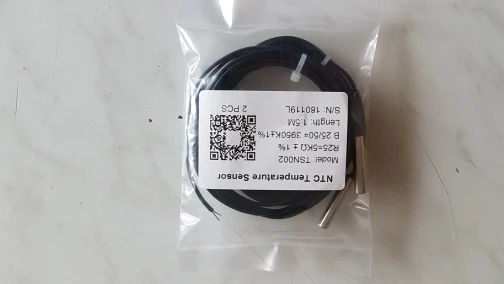 NTC Temperature Sensor
Model: TSN002
R25=5KΩ ± 1%
B 25/50= 3950K±1%
Length: 1.5M
S/N: 180119L
2 PCS